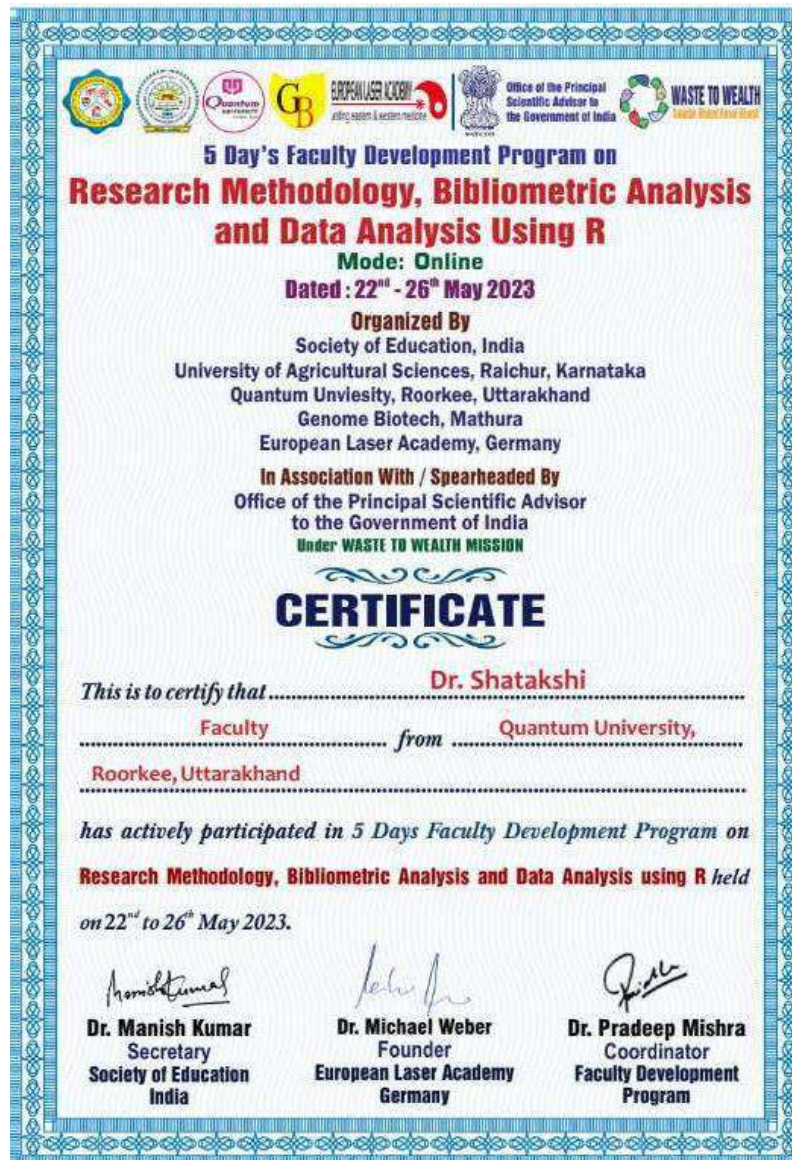 Quantum
UNIVERSITY
GB
EUROPEAN LASER ACADEMY
uniting eastern & western medicine
Office of the Principal
Scientific Adviser to
the Government of India
WASTE TO WEALTH
5 Day's Faculty Development Program on
Research Methodology, Bibliometric Analysis
and Data Analysis Using R
Mode: Online
Dated : 22nd - 26th May 2023
Organized By
Society of Education, India
University of Agricultural Sciences, Raichur, Karnataka
Quantum Unviesity, Roorkee, Uttarakhand
Genome Biotech, Mathura
European Laser Academy, Germany
In Association With / Spearheaded By
Office of the Principal Scientific Advisor
to the Government of India
Under WASTE TO WEALTH MISSION
CERTIFICATE
This is to certify that Dr. Shatakshi
Faculty from Quantum University,
Roorkee, Uttarakhand
has actively participated in 5 Days Faculty Development Program on
Research Methodology, Bibliometric Analysis and Data Analysis using R held
on 22nd to 26th May 2023.
Dr. Manish Kumar
Secretary
Society of Education
India
Dr. Michael Weber
Founder
European Laser Academy
Germany
Dr. Pradeep Mishra
Coordinator
Faculty Development
Program